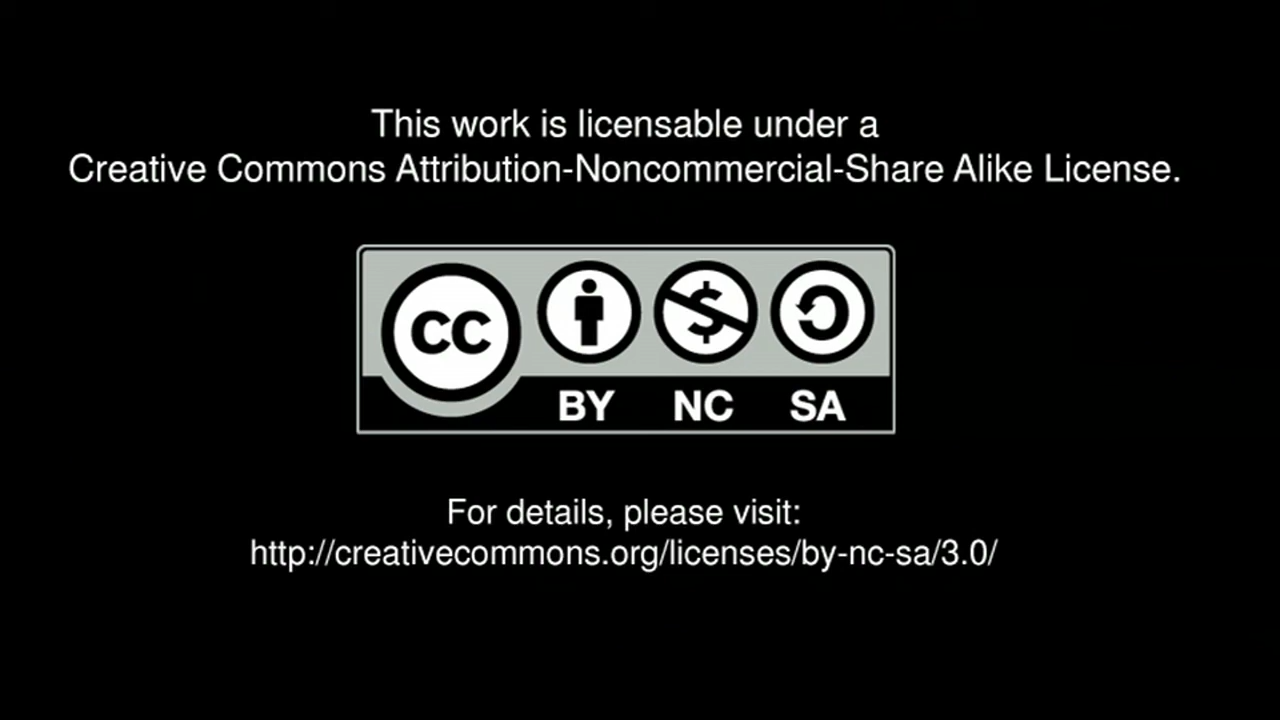 This work is licensable under a
Creative Commons Attribution-Noncommercial-Share Alike License.
CC
BY NC SA
For details, please visit:
http://creativecommons.org/licenses/by-nc-sa/3.0/